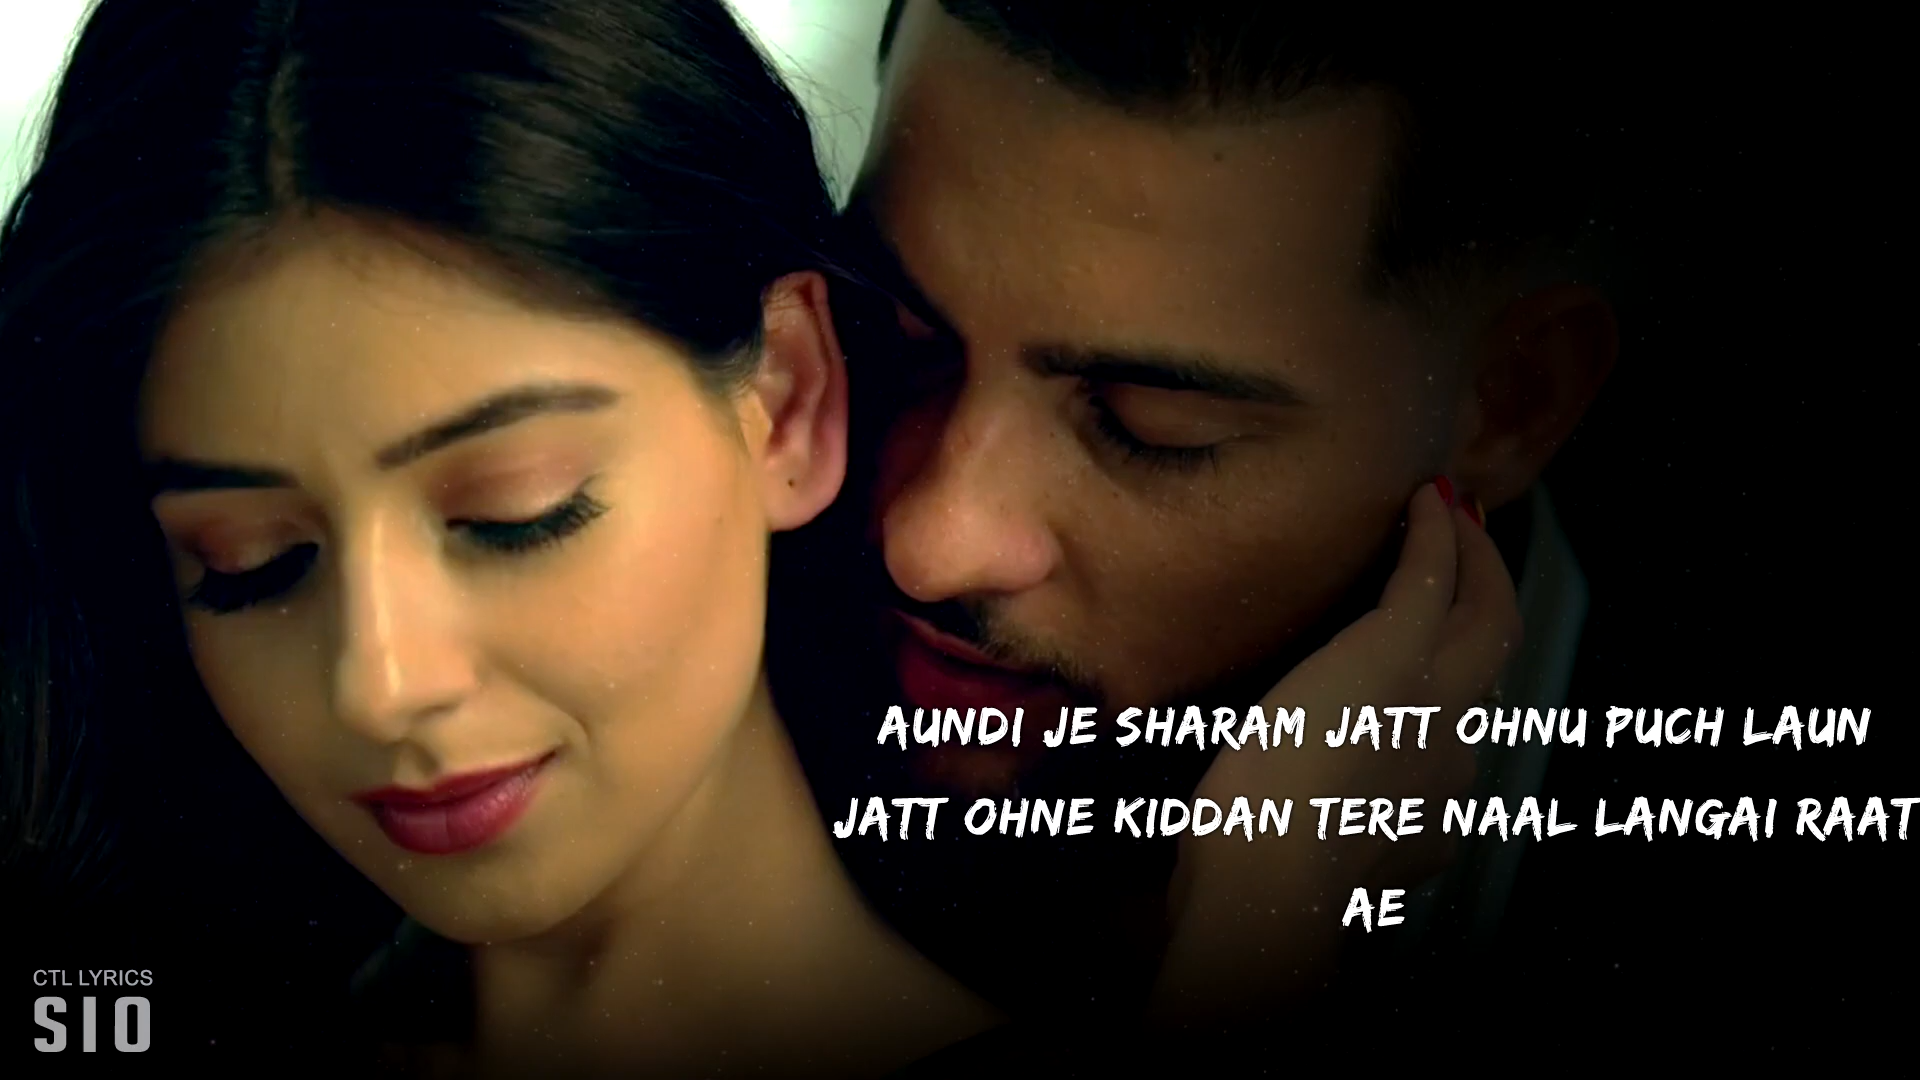 AUNDI JE SHARAM JATT OHNU PUCH LAUN
JATT OHNE KIDDAN TERE NAAL LANGAI RAAT
AE
CTL LYRICS
SIO